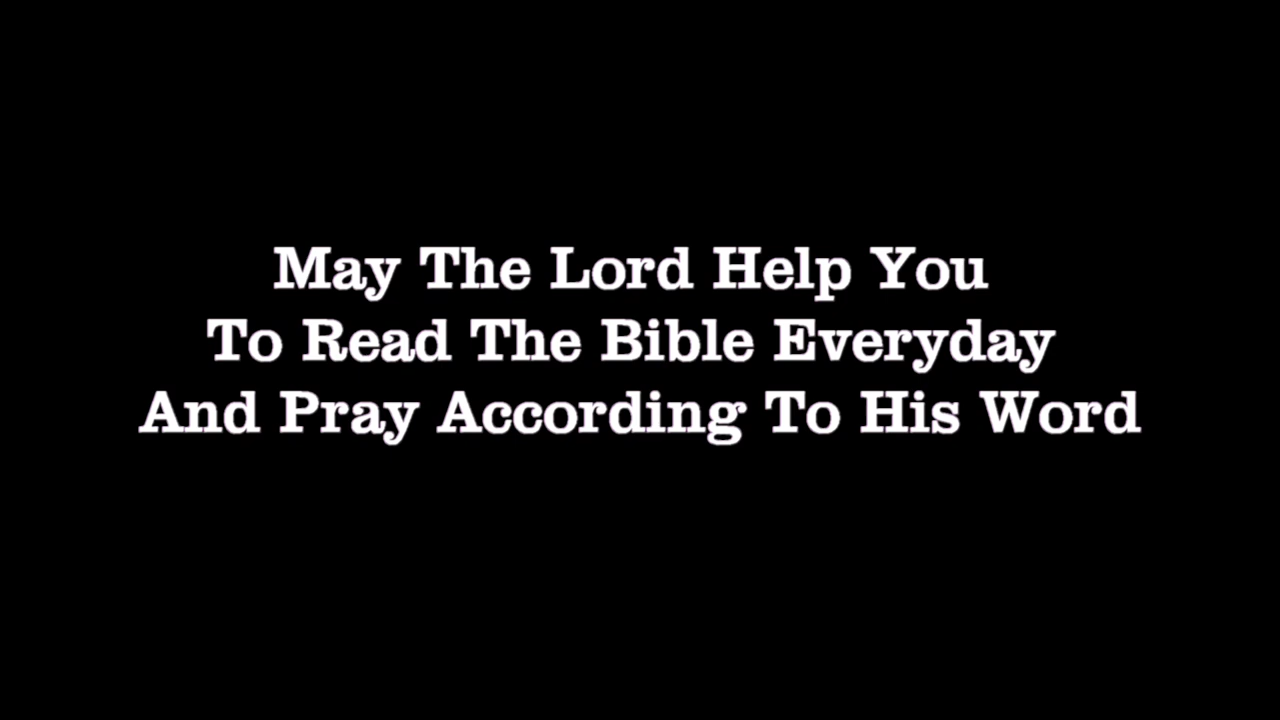 May The Lord Help You
To Read The Bible Everyday
And Pray According To His Word